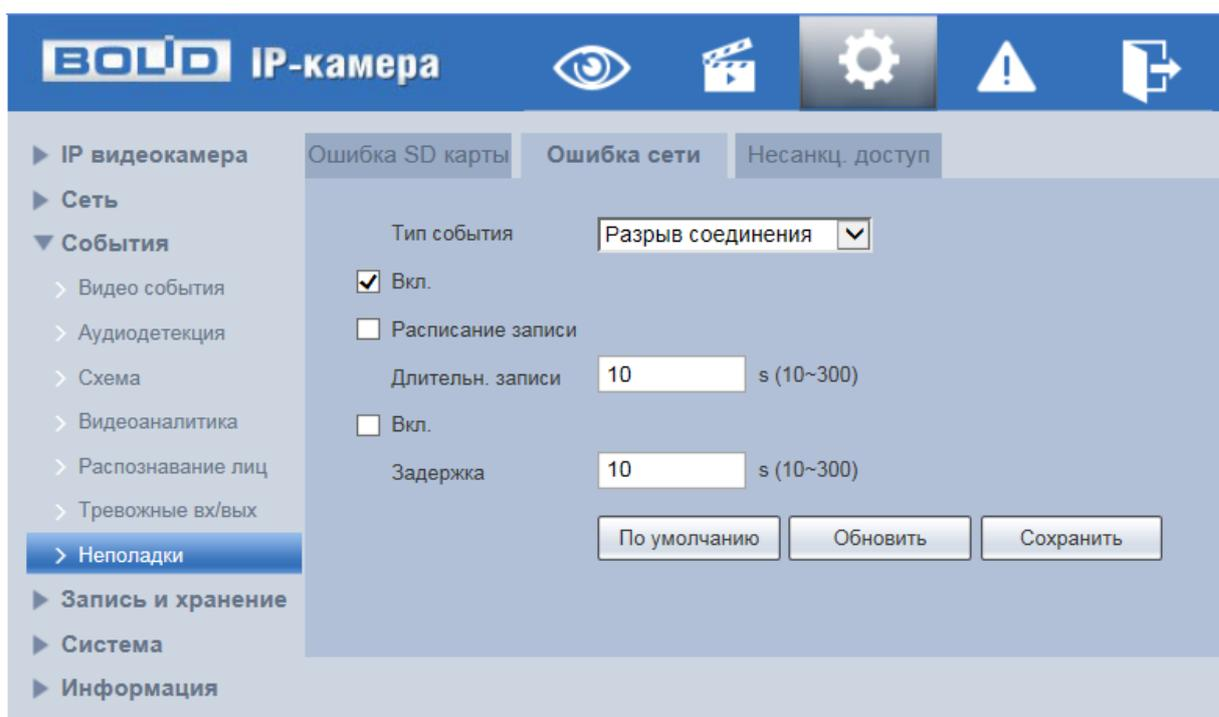 BOLID IP-камера
IP видеокамера
Сеть
События
Видео события
Аудиодетекция
Схема
Видеоаналитика
Распознавание лиц
Тревожные вх/вых
Неполадки
Запись и хранение
Система
Информация
Ошибка SD карты Ошибка сети Несанкц. доступ
Тип события Разрыв соединения
Вкл.
Расписание записи
Длительн. записи 10 s (10~300)
Вкл.
Задержка 10 s (10~300)
По умолчанию Обновить Сохранить